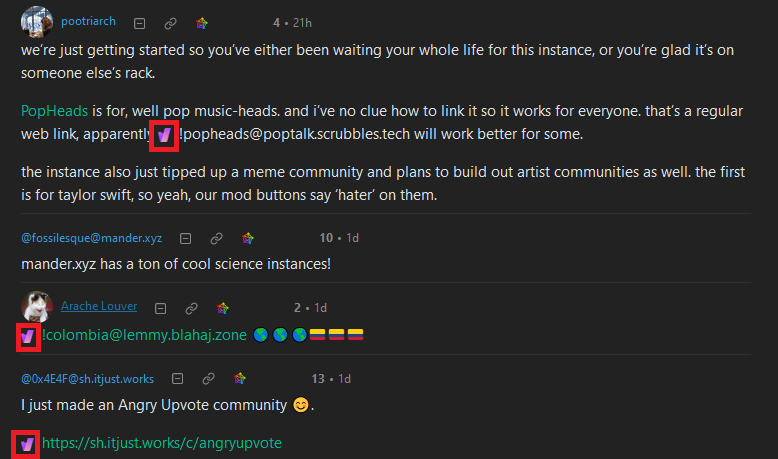 pootriarch 4 • 21h
we're just getting started so you've either been waiting your whole life for this instance, or you're glad it's on
someone else's rack.
PopHeads is for, well pop music-heads. and i've no clue how to link it so it works for everyone. that's a regular
web link, apparently !popheads@poptalk.scrubbles.tech will work better for some.
the instance also just tipped up a meme community and plans to build out artist communities as well. the first
is for taylor swift, so yeah, our mod buttons say 'hater' on them.
@fossilesque@mander.xyz 10 • 1d
mander.xyz has a ton of cool science instances!
Arache Louver 2 • 1d
!colombia@lemmy.blahaj.zone 🌎🌎🌎🇨🇴🇨🇴🇨🇴
@0x4E4F@sh.itjust.works 13 • 1d
I just made an Angry Upvote community 😊.
https://sh.itjust.works/c/angryupvote